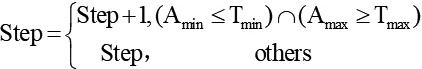 Step = { Step+1, (A_min ≤ T_min) ∩ (A_max ≥ T_max)
Step， others